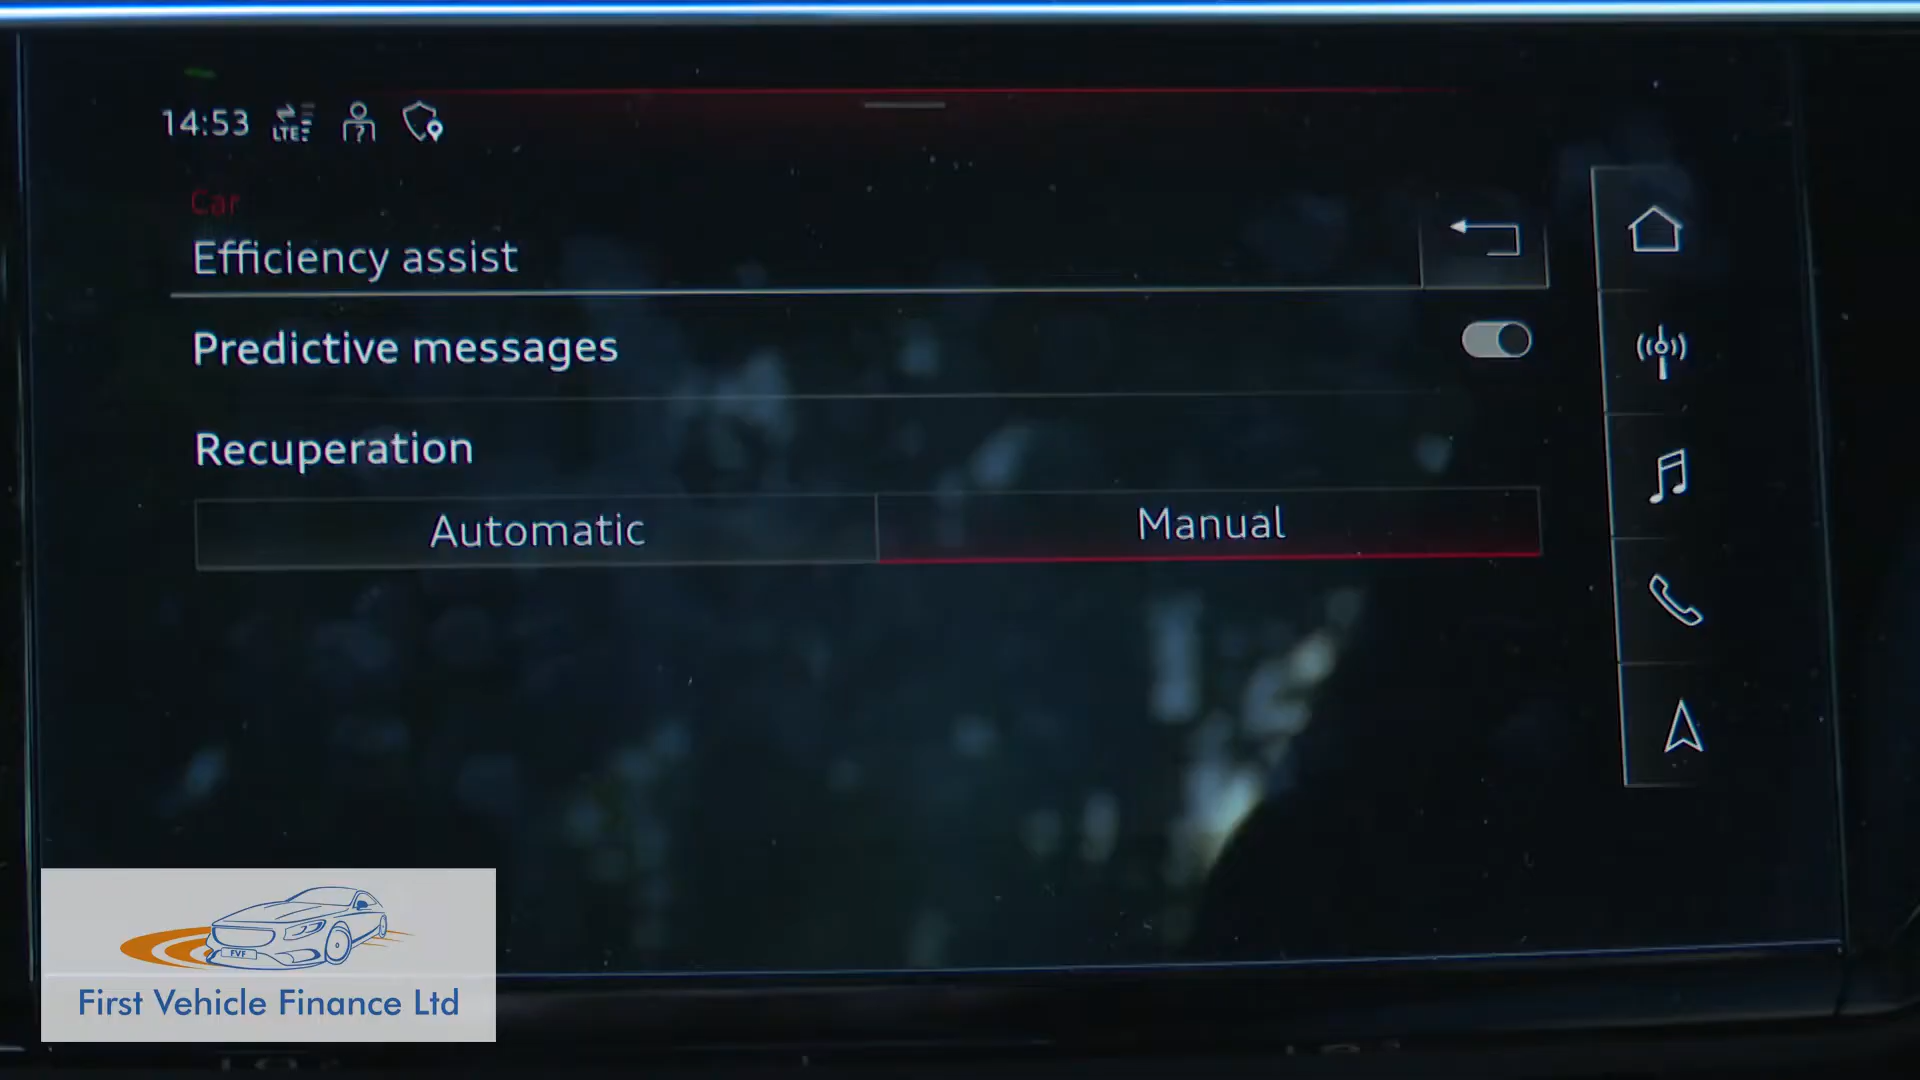 14:53 LTE
Car
Efficiency assist
Predictive messages
Recuperation
Automatic Manual
FVF
First Vehicle Finance Ltd